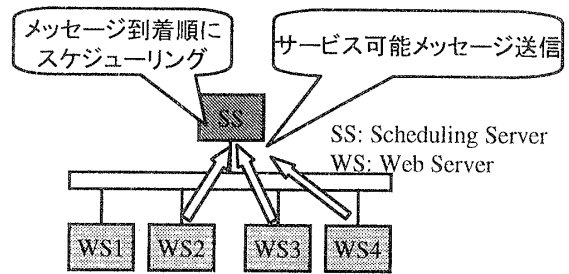 メッセージ到着順に
スケジューリング
サービス可能メッセージ送信
SS
SS: Scheduling Server
WS: Web Server
WS1
WS2
WS3
WS4